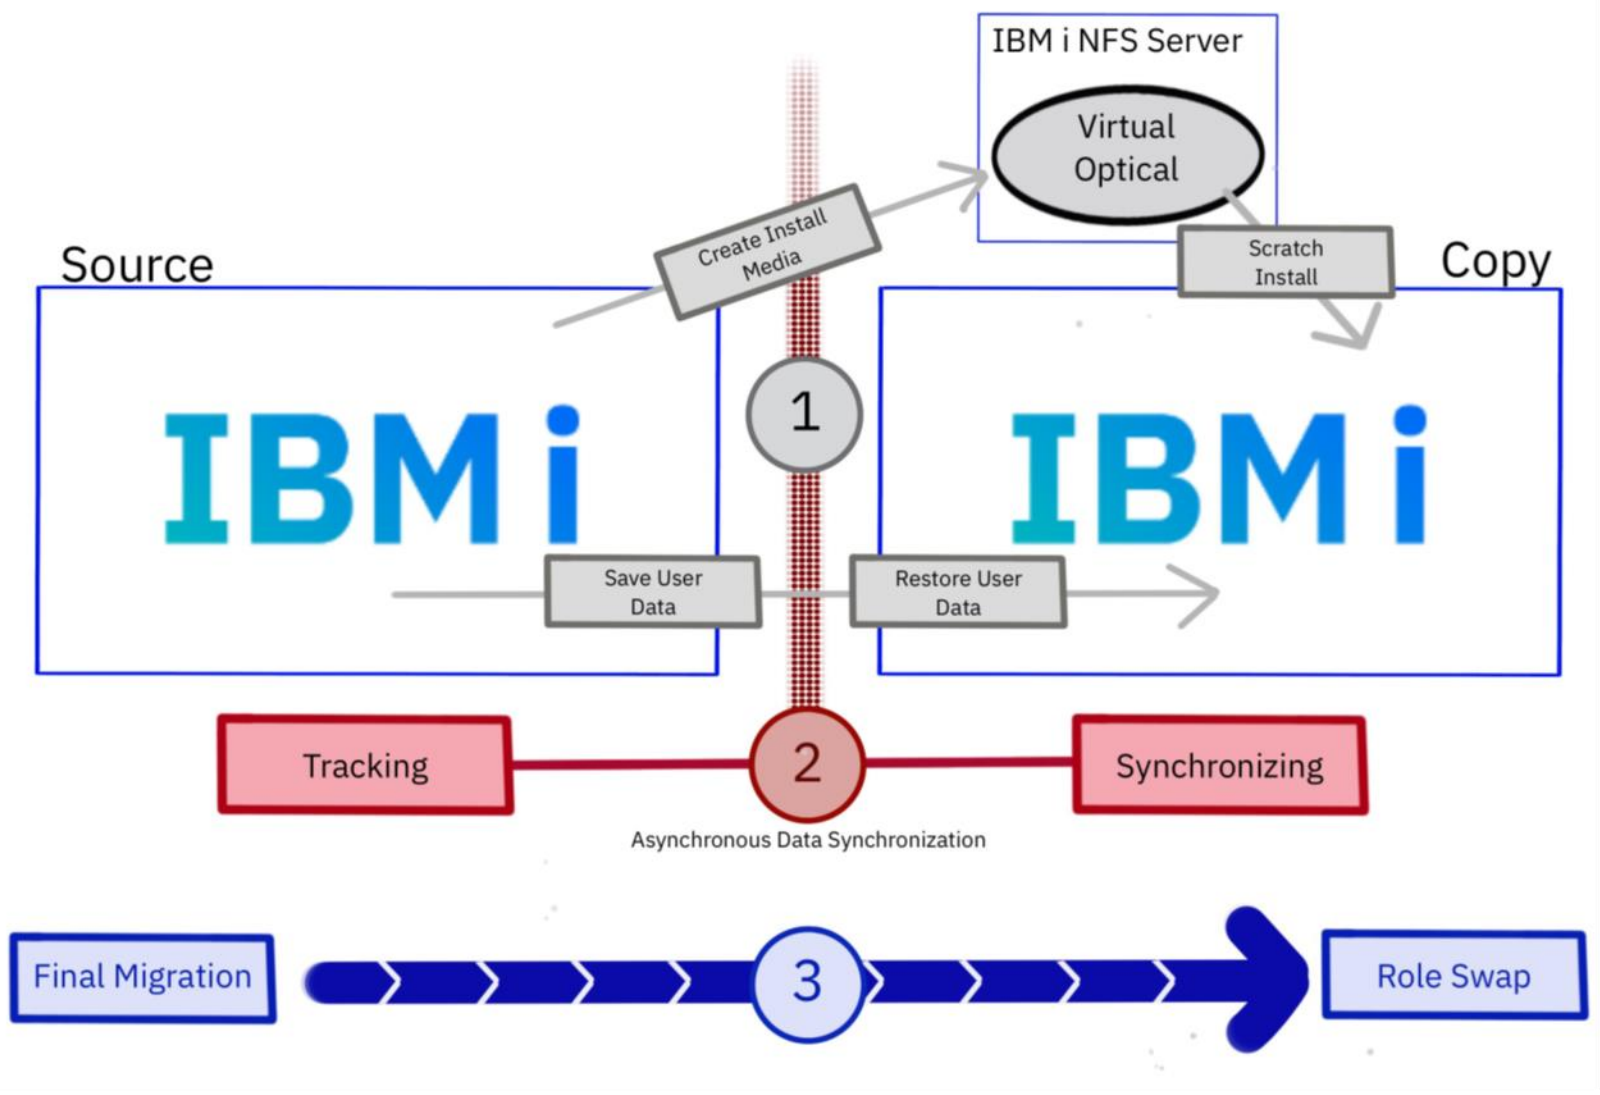 IBM i NFS Server
Virtual
Optical
Create Install
Media
Scratch
Install
Source
Copy
1
IBM i
IBM i
Save User
Data
Restore User
Data
Tracking
2
Synchronizing
Asynchronous Data Synchronization
Final Migration
3
Role Swap